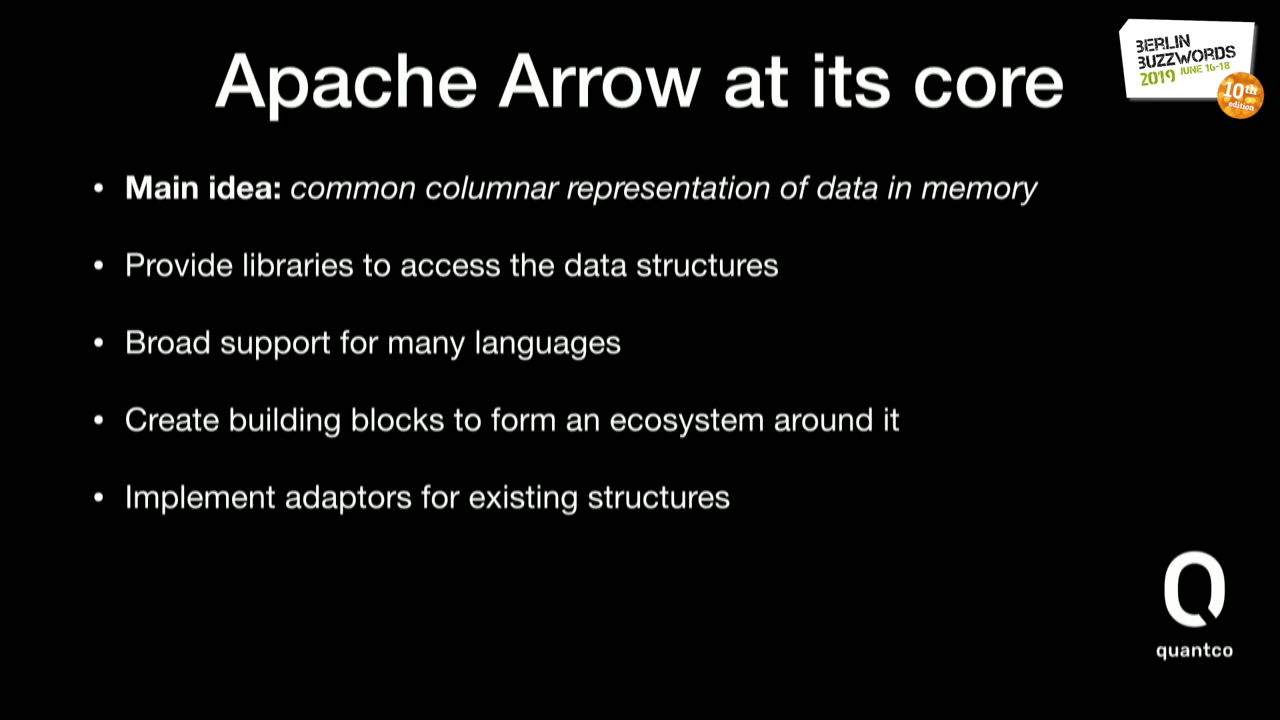 Apache Arrow at its core
BERLIN
BUZZWORDS
2019 JUNE 16-18
10th
edition
• Main idea: common columnar representation of data in memory
• Provide libraries to access the data structures
• Broad support for many languages
• Create building blocks to form an ecosystem around it
• Implement adaptors for existing structures
Q
quantco